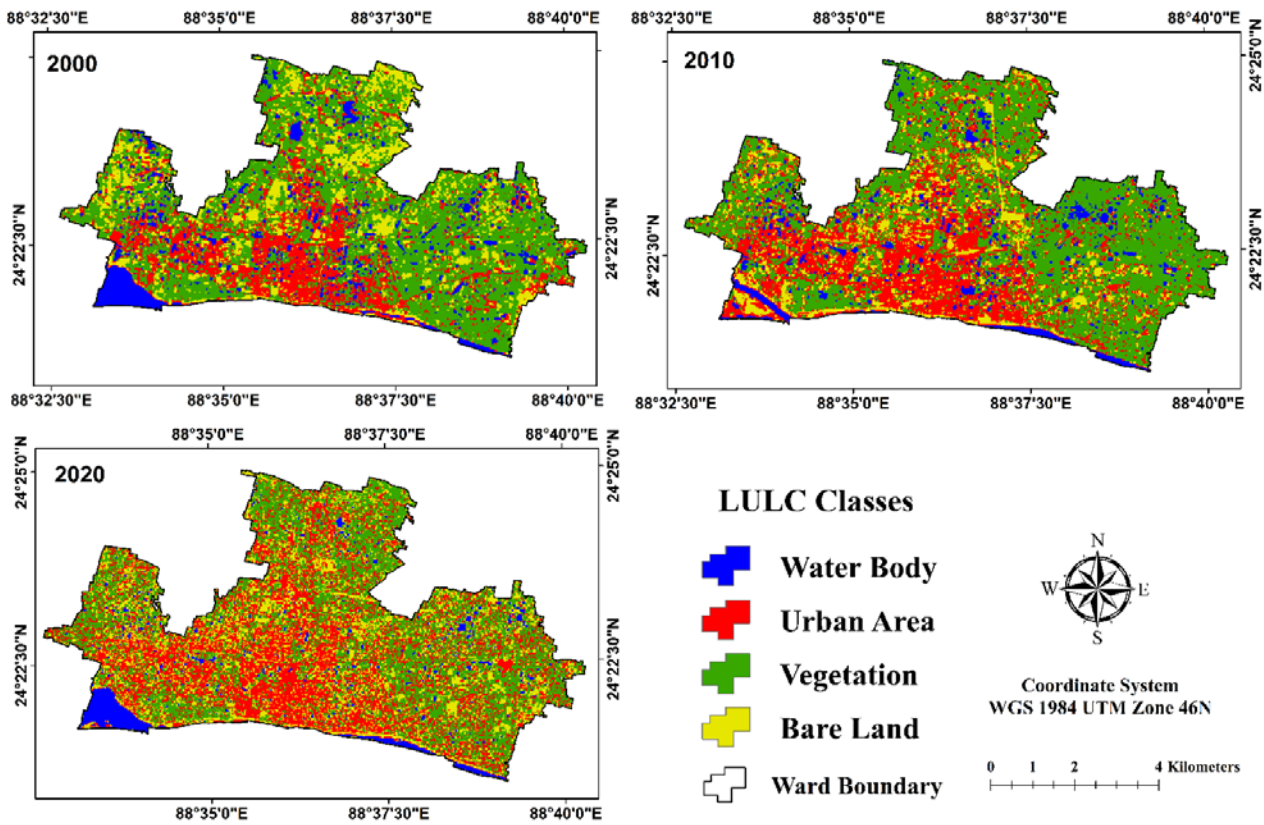 88°32'30"E 88°35'0"E 88°37'30"E 88°40'0"E
2000
24°22'30"N
24°22'30"N
88°32'30"E 88°35'0"E 88°37'30"E 88°40'0"E
88°32'30"E 88°35'0"E 88°37'30"E 88°40'0"E
2010
24°25'0"N
24°22'30"N
24°22'30"N
88°32'30"E 88°35'0"E 88°37'30"E 88°40'0"E
88°35'0"E 88°37'30"E 88°40'0"E
2020
24°25'0"N
24°25'0"N
24°22'30"N
24°22'30"N
88°35'0"E 88°37'30"E 88°40'0"E
LULC Classes
Water Body
Urban Area
Vegetation
Bare Land
Ward Boundary
N
W E
S
Coordinate System
WGS 1984 UTM Zone 46N
0 1 2 4 Kilometers